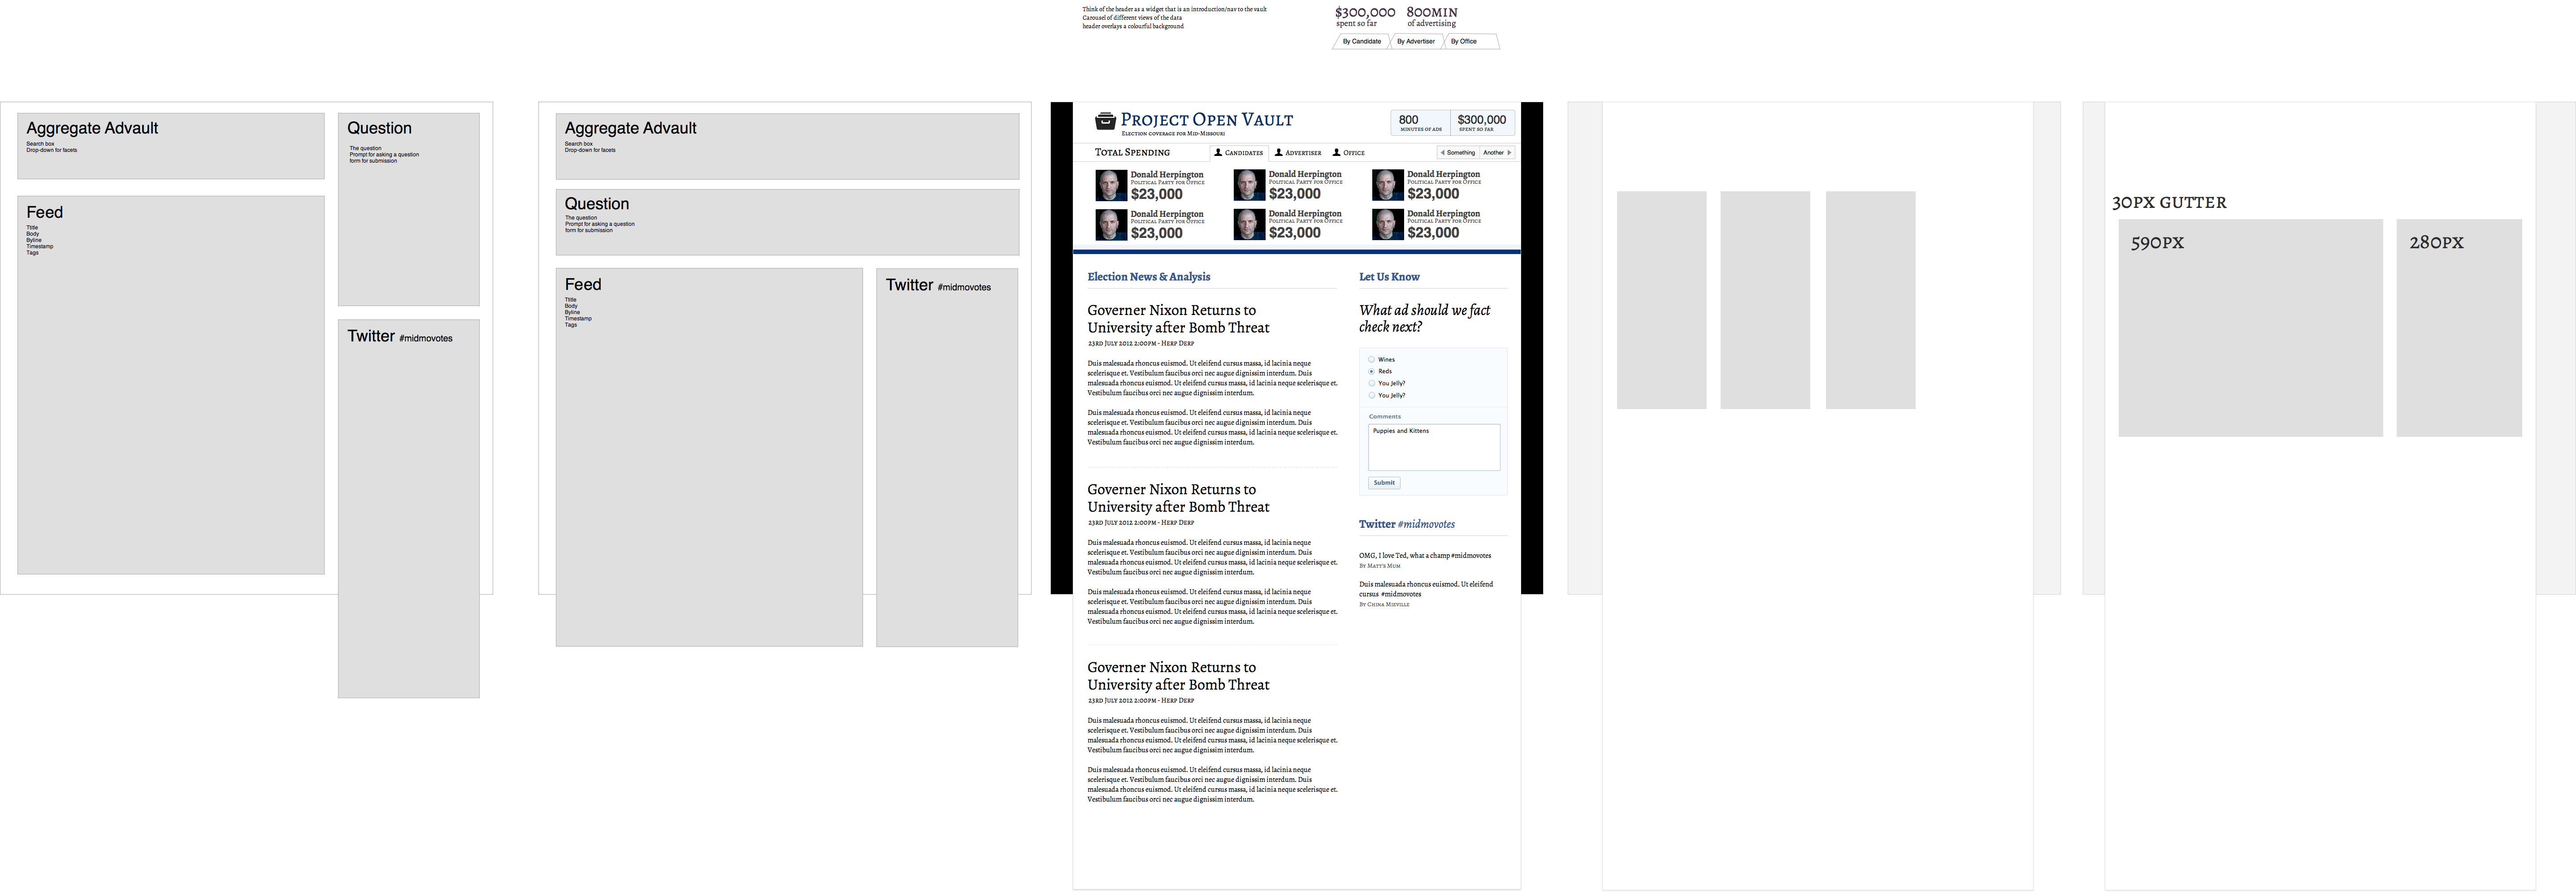 Think of the header as a widget that is an introduction/nav to the vault
Carousel of different views of the data
header overlays a colourful background
$300,000
spent so far
800MIN
of advertising
By Candidate
By Advertiser
By Office
Aggregate Advault
Search box
Drop-down for facets
Question
The question
Prompt for asking a question
form for submission
Feed
Ttitle
Body
Byline
Timestamp
Tags
Twitter #midmovotes
Aggregate Advault
Search box
Drop-down for facets
Question
The question
Prompt for asking a question
form for submission
Feed
Ttitle
Body
Byline
Timestamp
Tags
Twitter #midmovotes
Project Open Vault
Election coverage for Mid-Missouri
800
minutes of ads
$300,000
spent so far
Total Spending
Candidates
Advertiser
Office
Something
Another
Donald Herpington
Political Party for Office
$23,000
Donald Herpington
Political Party for Office
$23,000
Donald Herpington
Political Party for Office
$23,000
Donald Herpington
Political Party for Office
$23,000
Donald Herpington
Political Party for Office
$23,000
Donald Herpington
Political Party for Office
$23,000
Election News & Analysis
Governer Nixon Returns to
University after Bomb Threat
23rd July 2012 2:00pm - Herp Derp
Duis malesuada rhoncus euismod. Ut eleifend cursus massa, id lacinia neque
scelerisque et. Vestibulum faucibus orci nec augue dignissim interdum. Duis
malesuada rhoncus euismod. Ut eleifend cursus massa, id lacinia neque scelerisque et.
Vestibulum faucibus orci nec augue dignissim interdum.
Duis malesuada rhoncus euismod. Ut eleifend cursus massa, id lacinia neque
scelerisque et. Vestibulum faucibus orci nec augue dignissim interdum. Duis
malesuada rhoncus euismod. Ut eleifend cursus massa, id lacinia neque scelerisque et.
Vestibulum faucibus orci nec augue dignissim interdum.
Governer Nixon Returns to
University after Bomb Threat
23rd July 2012 2:00pm - Herp Derp
Duis malesuada rhoncus euismod. Ut eleifend cursus massa, id lacinia neque
scelerisque et. Vestibulum faucibus orci nec augue dignissim interdum. Duis
malesuada rhoncus euismod. Ut eleifend cursus massa, id lacinia neque scelerisque et.
Vestibulum faucibus orci nec augue dignissim interdum.
Duis malesuada rhoncus euismod. Ut eleifend cursus massa, id lacinia neque
scelerisque et. Vestibulum faucibus orci nec augue dignissim interdum. Duis
malesuada rhoncus euismod. Ut eleifend cursus massa, id lacinia neque scelerisque et.
Vestibulum faucibus orci nec augue dignissim interdum.
Governer Nixon Returns to
University after Bomb Threat
23rd July 2012 2:00pm - Herp Derp
Duis malesuada rhoncus euismod. Ut eleifend cursus massa, id lacinia neque
scelerisque et. Vestibulum faucibus orci nec augue dignissim interdum. Duis
malesuada rhoncus euismod. Ut eleifend cursus massa, id lacinia neque scelerisque et.
Vestibulum faucibus orci nec augue dignissim interdum.
Duis malesuada rhoncus euismod. Ut eleifend cursus massa, id lacinia neque
scelerisque et. Vestibulum faucibus orci nec augue dignissim interdum. Duis
malesuada rhoncus euismod. Ut eleifend cursus massa, id lacinia neque scelerisque et.
Vestibulum faucibus orci nec augue dignissim interdum.
Let Us Know
What ad should we fact
check next?
Wines
Reds
You Jelly?
You Jelly?
Comments
Puppies and Kittens
Submit
Twitter #midmovotes
OMG, I love Ted, what a champ #midmovotes
By Matt's Mum
Duis malesuada rhoncus euismod. Ut eleifend
cursus #midmovotes
By China Mieville
30PX GUTTER
590PX
280PX